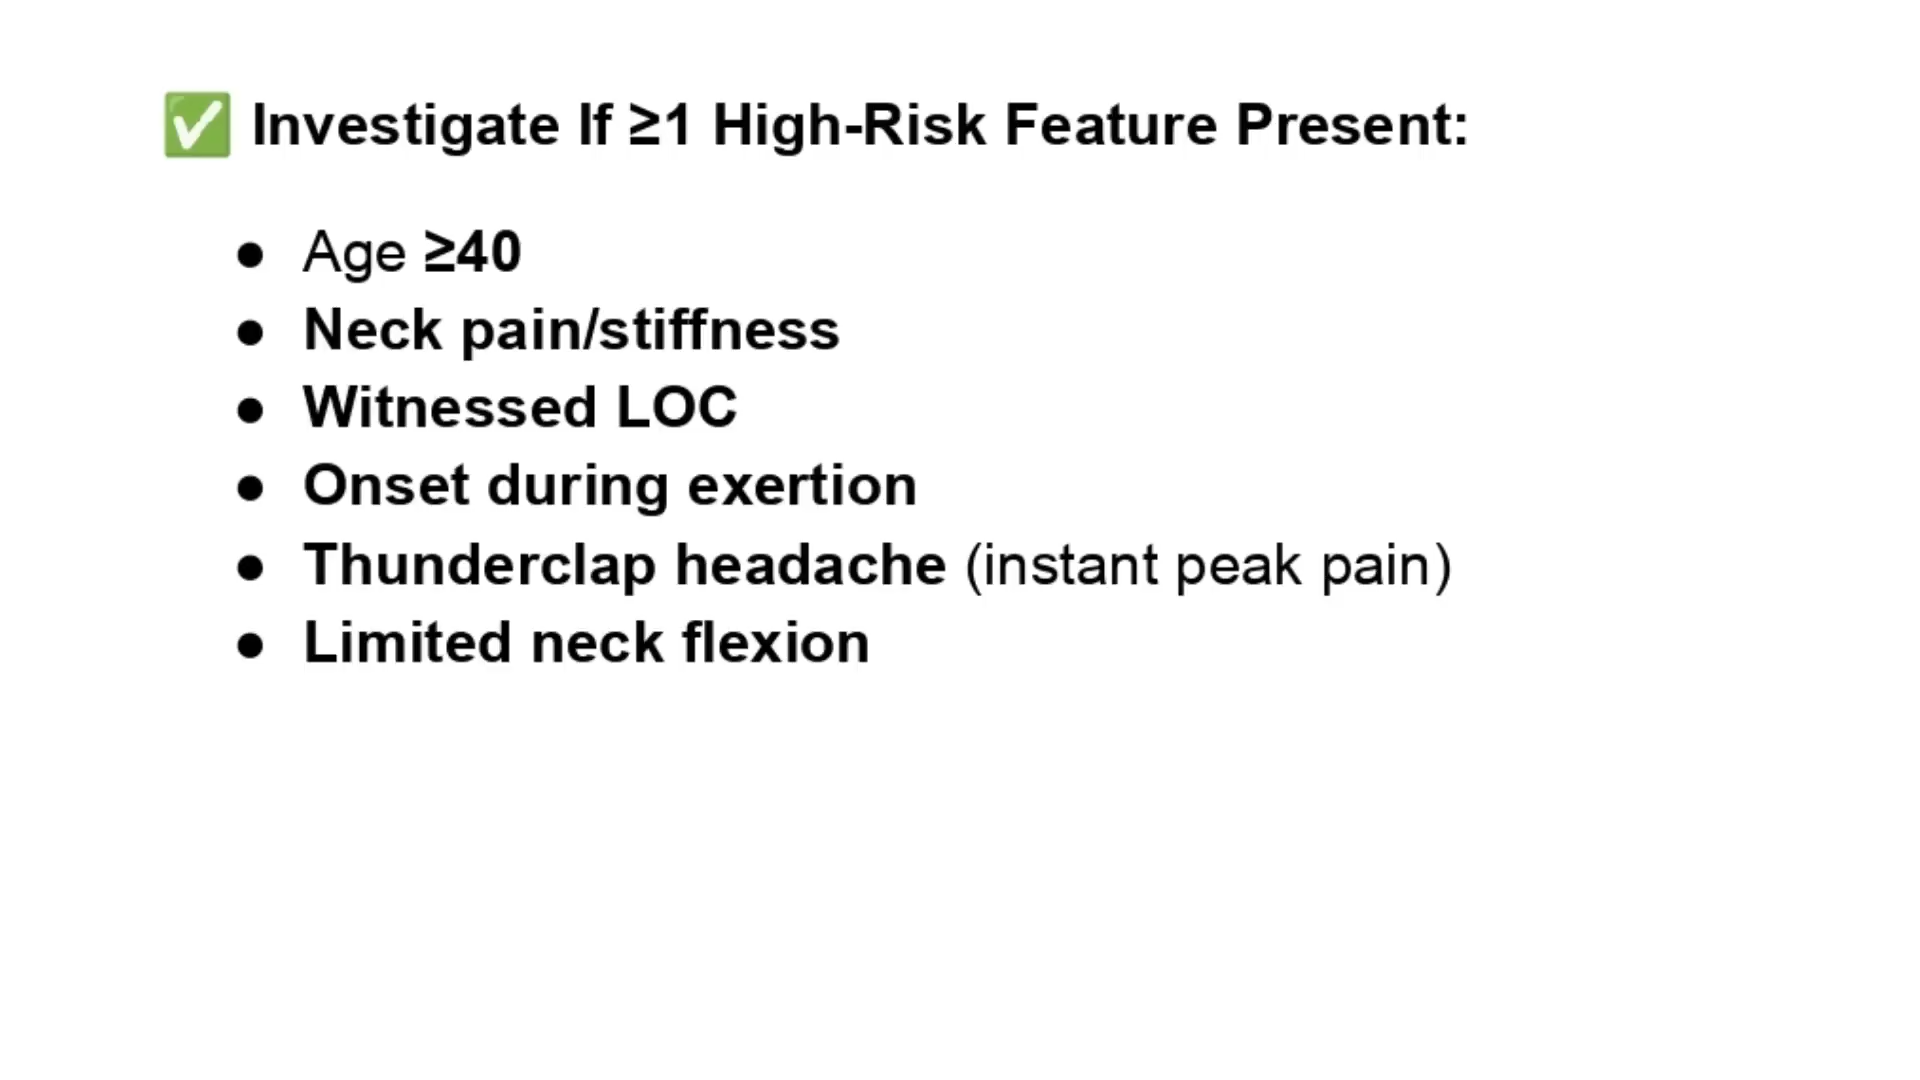 ✅ Investigate If ≥1 High-Risk Feature Present:
● Age ≥40
● Neck pain/stiffness
● Witnessed LOC
● Onset during exertion
● Thunderclap headache (instant peak pain)
● Limited neck flexion